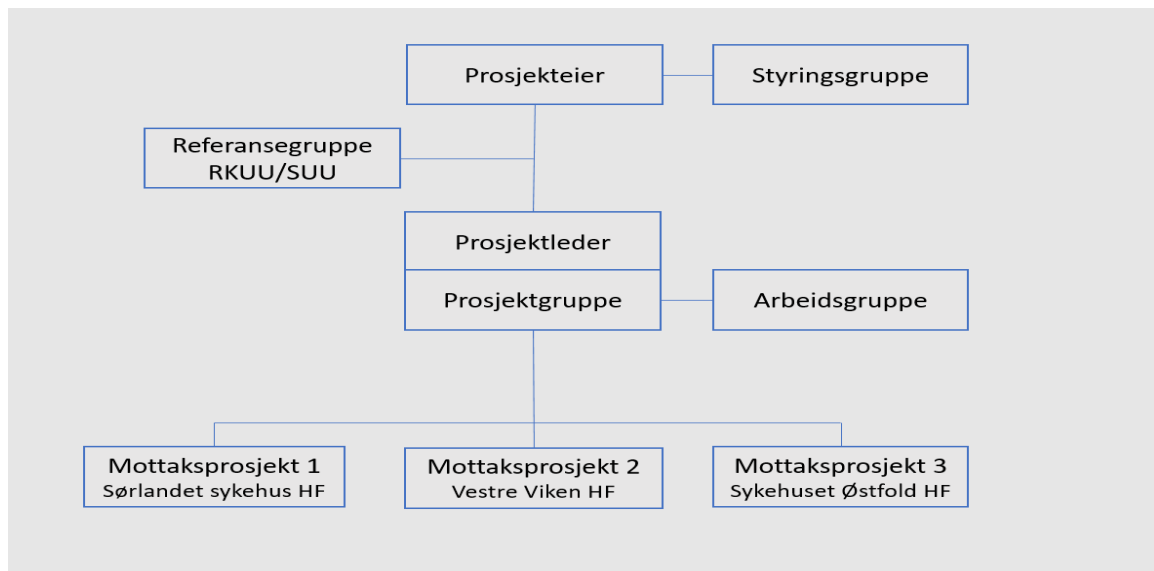 Prosjekteier
Styringsgruppe
Referansegruppe
RKUU/SUU
Prosjektleder
Prosjektgruppe
Arbeidsgruppe
Mottaksprosjekt 1
Sørlandet sykehus HF
Mottaksprosjekt 2
Vestre Viken HF
Mottaksprosjekt 3
Sykehuset Østfold HF